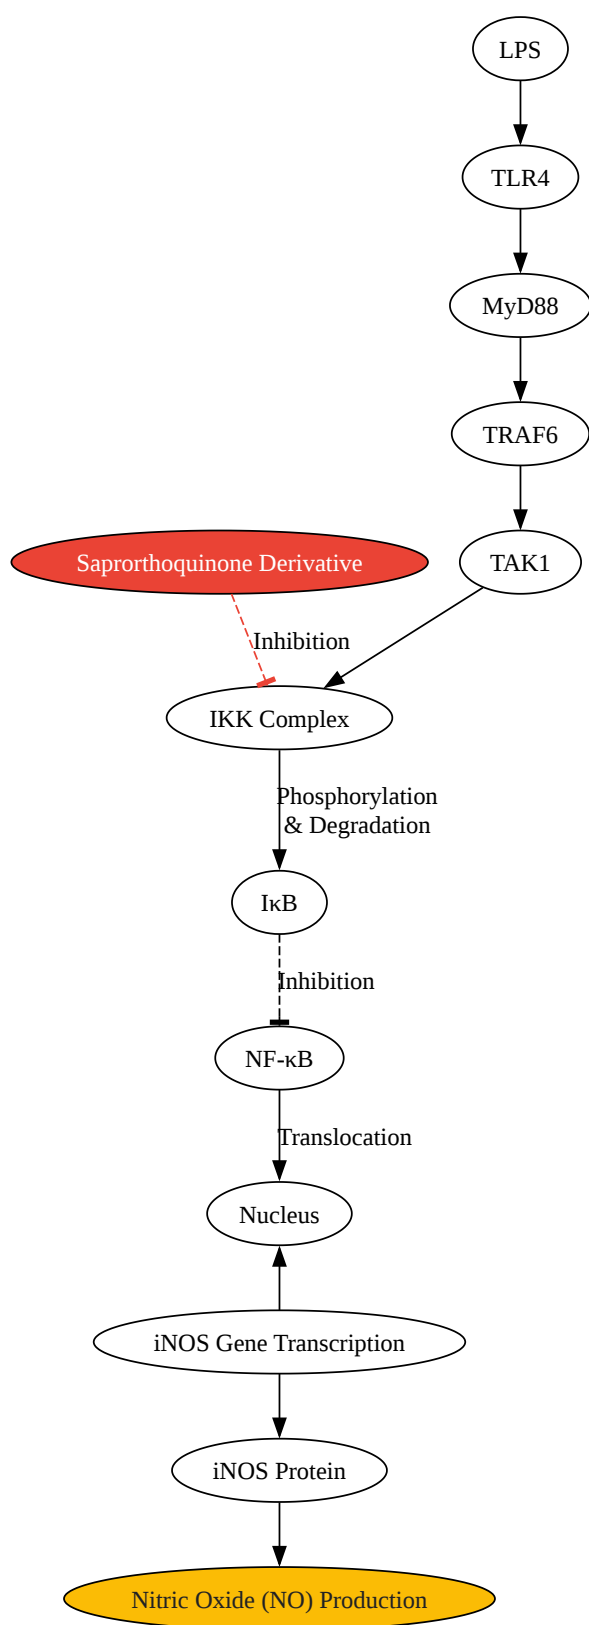 LPS
TLR4
MyD88
TRAF6
Saprorthoquinone Derivative
TAK1
Inhibition
IKK Complex
Phosphorylation
& Degradation
IκB
Inhibition
NF-κB
Translocation
Nucleus
iNOS Gene Transcription
iNOS Protein
Nitric Oxide (NO) Production